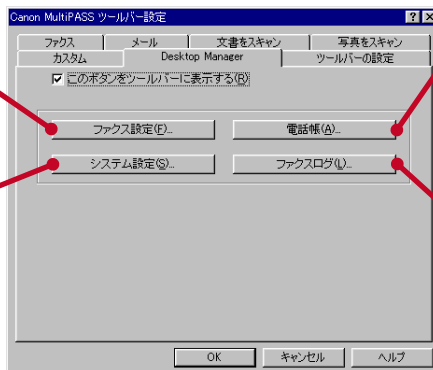 Canon MultiPASS ツールバー設定
ファクス メール 文書をスキャン 写真をスキャン
カスタム Desktop Manager ツールバーの設定
このボタンをツールバーに表示する(R)
ファクス設定(F)... 電話帳(A)...
システム設定(S)... ファクスログ(L)...
OK キャンセル ヘルプ